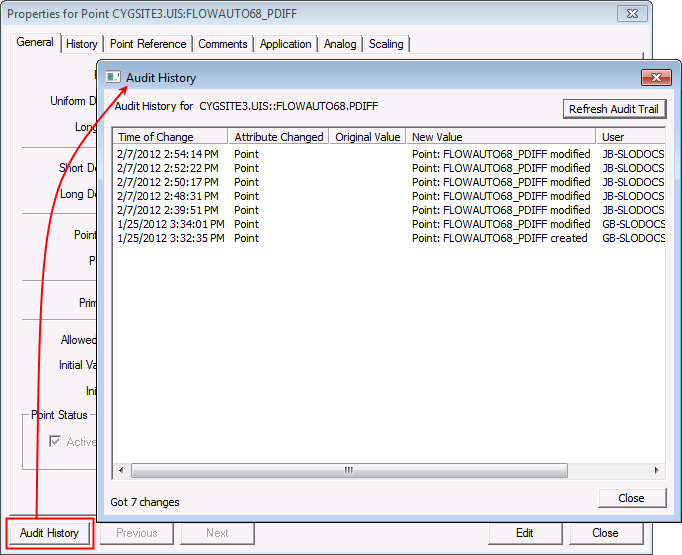 Properties for Point CYGSITE3.UIS:FLOWAUTO68_PDIFF
General History Point Reference Comments Application Analog Scaling
Audit History
Audit History for CYGSITE3.UIS::FLOWAUTO68.PDIFF
Refresh Audit Trail
Time of Change Attribute Changed Original Value New Value User
2/7/2012 2:54:14 PM Point Point: FLOWAUTO68_PDIFF modified JB-SLODOCS
2/7/2012 2:52:22 PM Point Point: FLOWAUTO68_PDIFF modified JB-SLODOCS
2/7/2012 2:50:17 PM Point Point: FLOWAUTO68_PDIFF modified JB-SLODOCS
2/7/2012 2:48:31 PM Point Point: FLOWAUTO68_PDIFF modified JB-SLODOCS
2/7/2012 2:39:51 PM Point Point: FLOWAUTO68_PDIFF modified JB-SLODOCS
1/25/2012 3:34:01 PM Point Point: FLOWAUTO68_PDIFF modified GB-SLODOCS
1/25/2012 3:32:35 PM Point Point: FLOWAUTO68_PDIFF created GB-SLODOCS
Uniform D
Long
Short De
Long De
Point
P
Prim
Allowed
Initial Va
Ini
Point Status
Active
Got 7 changes
Close
Audit History Previous Next Edit Close